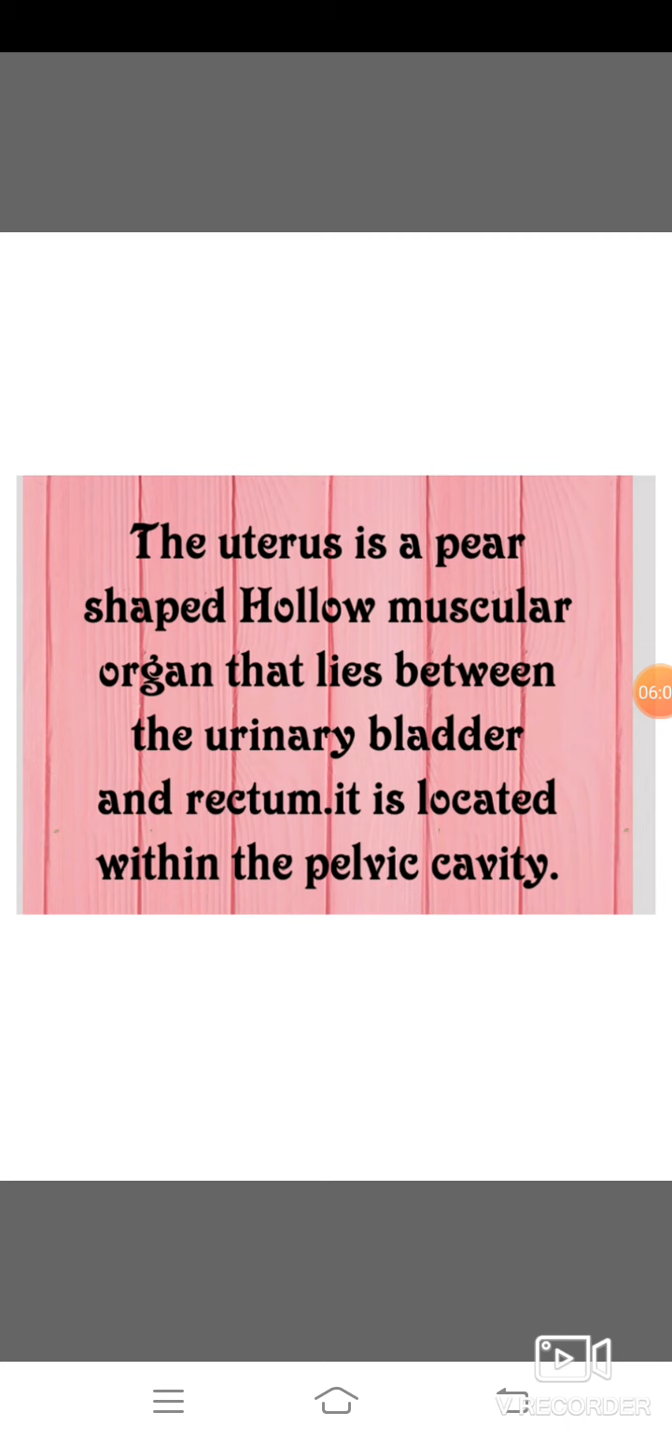 The uterus is a pear
shaped Hollow muscular
organ that lies between
the urinary bladder
and rectum.it is located
within the pelvic cavity.
06:0
V RECORDER